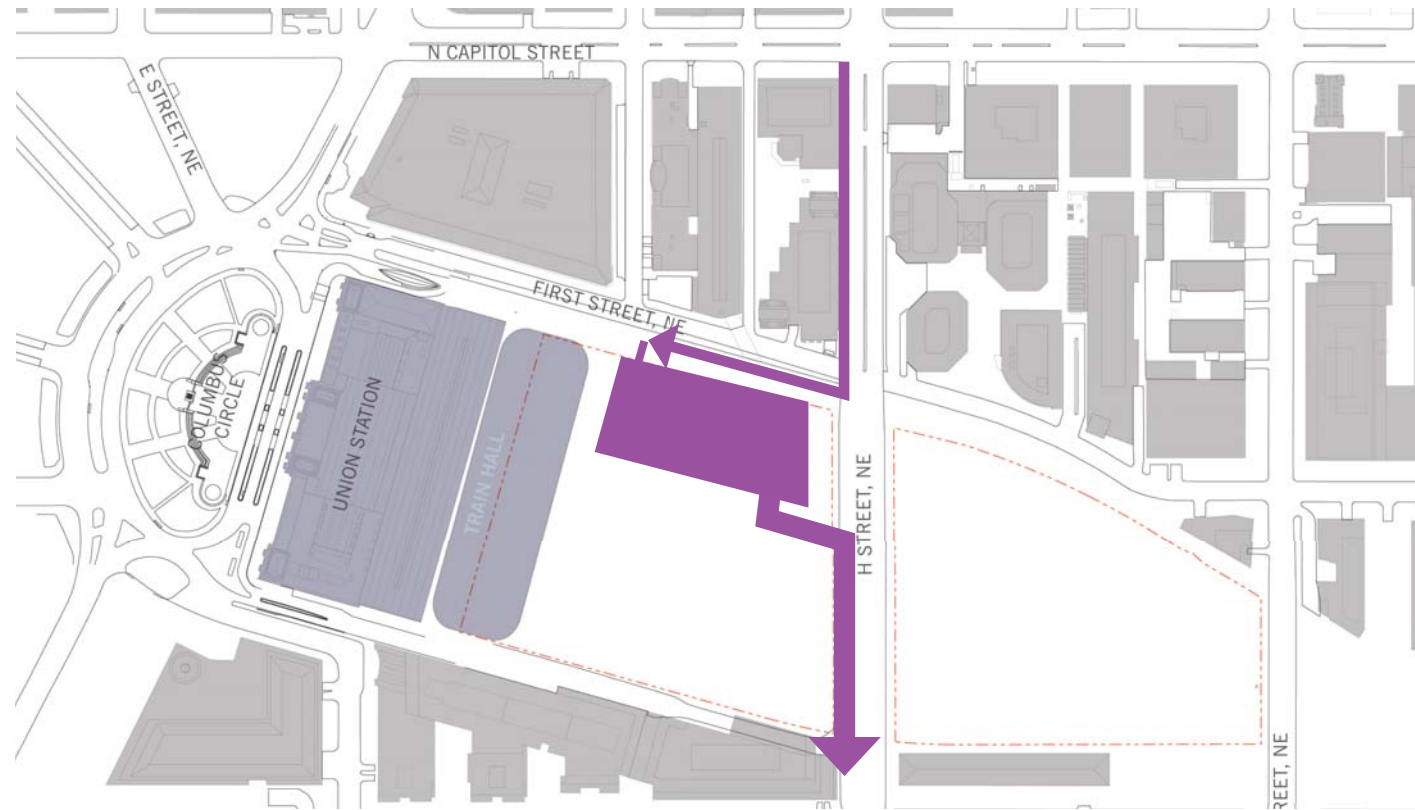 N CAPITOL STREET
E STREET, NE
FIRST STREET, NE
COLUMBUS
CIRCLE
UNION STATION
TRAIN HALL
H STREET, NE
REET, NE